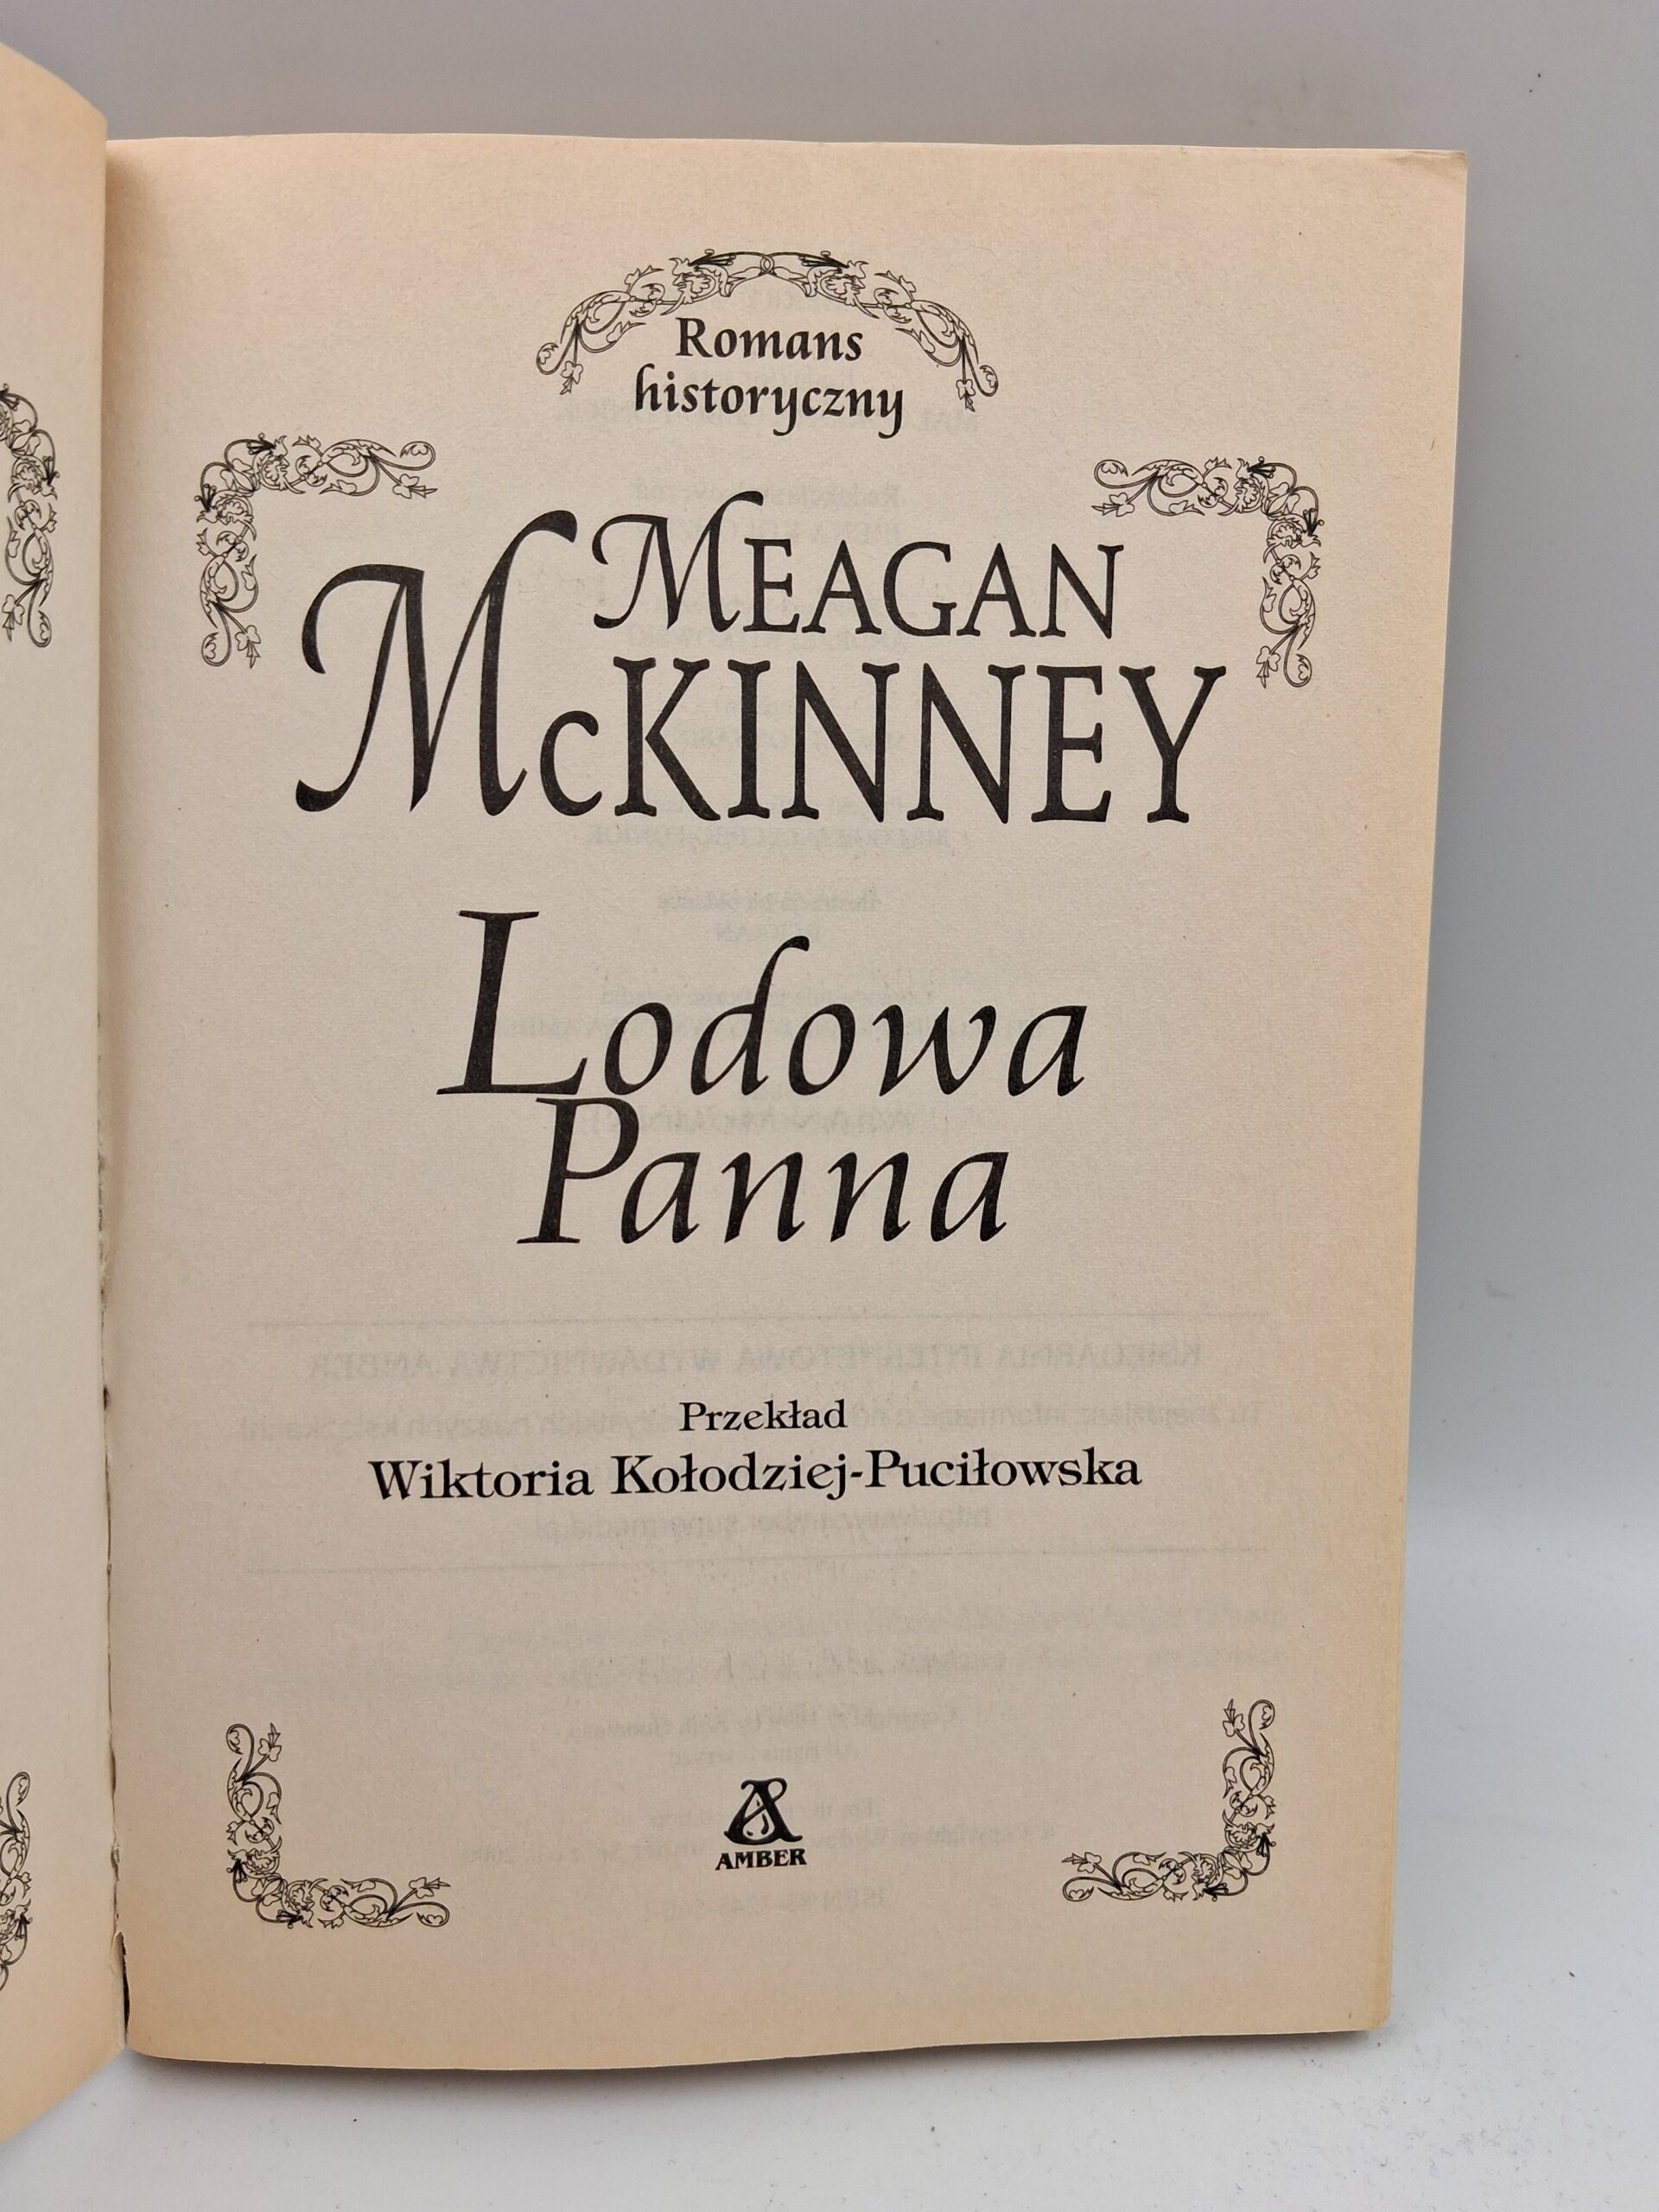 Romans
historyczny
MEAGAN
McKINNEY
Lodowa
Panna
Przekład
Wiktoria Kołodziej-Puciłowska
AMBER